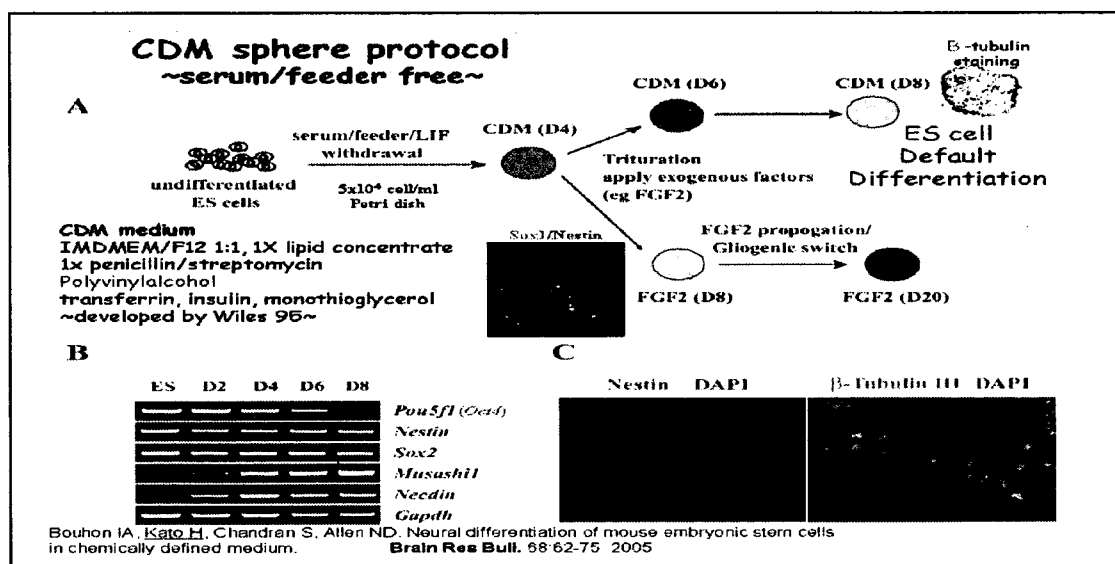 CDM sphere protocol
~serum/feeder free~
A
undifferentiated
ES cells
serum/feeder/LIF
withdrawal
5x10⁴ cell/ml
Petri dish
CDM (D4)
CDM (D6)
CDM (D8)
B-tubulin
staining
ES cell
Default
Differentiation
Trituration
apply exogenous factors
(eg FGF2)
Sox1/Nestin
FGF2 (D8)
FGF2 propogation/
Gliogenic switch
FGF2 (D20)
CDM medium
IMDMEM/F12 1:1, 1X lipid concentrate
1x penicillin/streptomycin
Polyvinylalcohol
transferrin, insulin, monothioglycerol
~developed by Wiles 95~
B
ES D2 D4 D6 D8
Pou5f1 (Oct4)
Nestin
Sox2
Musashi1
Necdin
Gapdh
C
Nestin DAPI
β-Tubulin III DAPI
Bouhon IA, Kato H, Chandran S, Allen ND. Neural differentiation of mouse embryonic stem cells
in chemically defined medium. Brain Res Bull. 68:62-75 2005